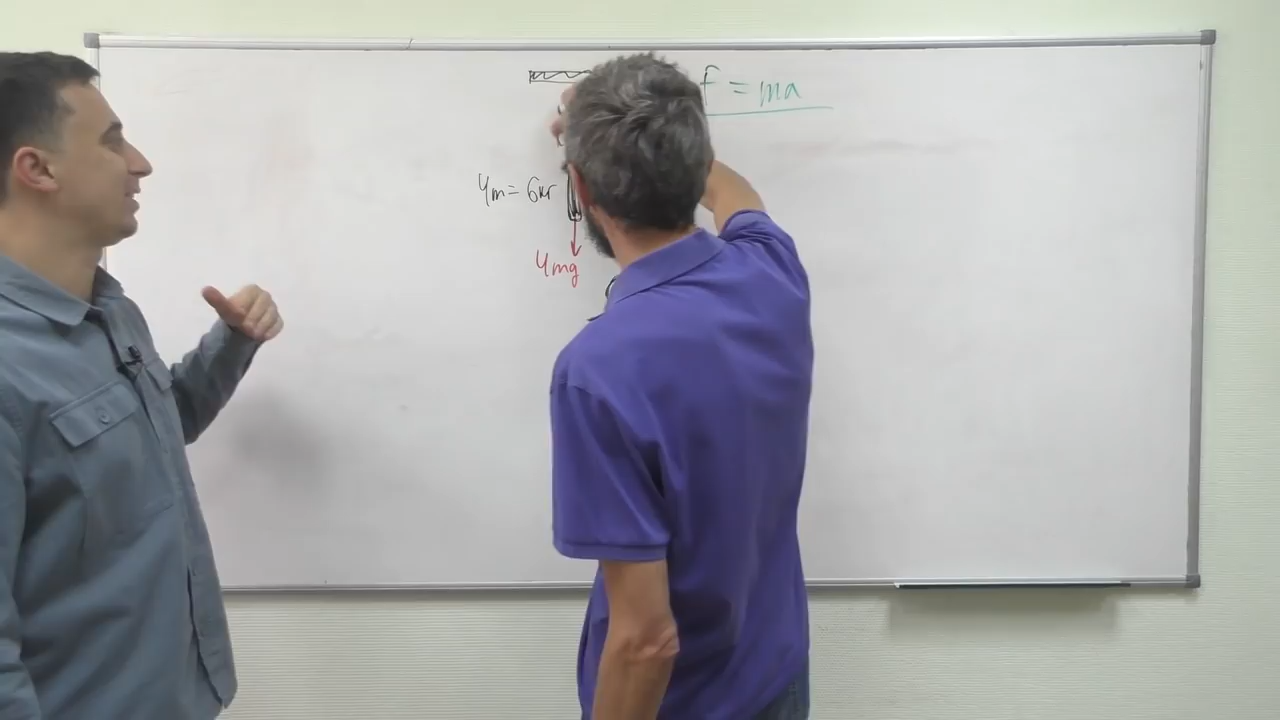 f = ma
4m = 6кг
4mg